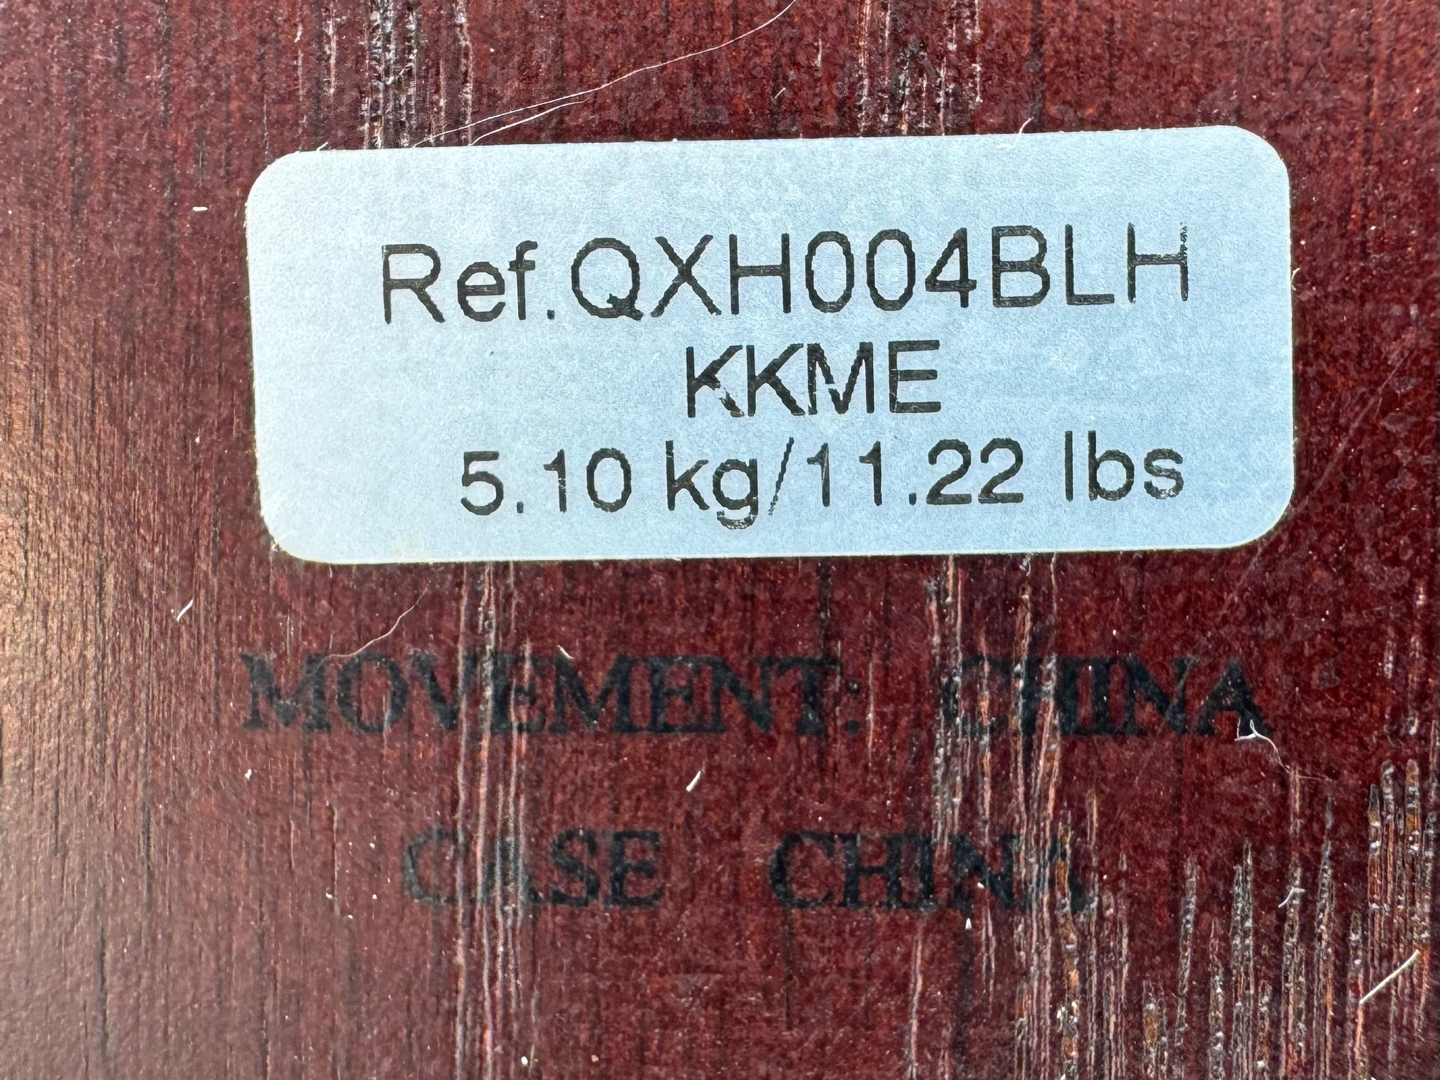 Ref.QXH004BLH
KKME
5.10 kg/11.22 lbs
MOVEMENT: CHINA
CASE CHINA